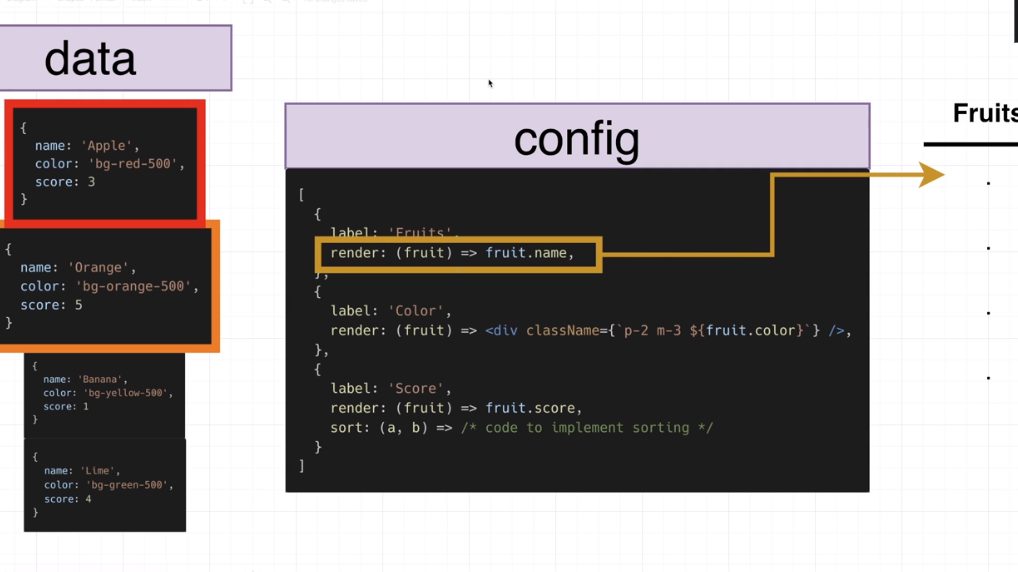 data
{
name: 'Apple',
color: 'bg-red-500',
score: 3
}
{
name: 'Orange',
color: 'bg-orange-500',
score: 5
}
{
name: 'Banana',
color: 'bg-yellow-500',
score: 1
}
{
name: 'Lime',
color: 'bg-green-500',
score: 4
}
config
[
{
label: 'Fruits',
render: (fruit) => fruit.name,
},
{
label: 'Color',
render: (fruit) => <div className={`p-2 m-3 ${fruit.color}`} />,
},
{
label: 'Score',
render: (fruit) => fruit.score,
sort: (a, b) => /* code to implement sorting */
}
]
Fruits